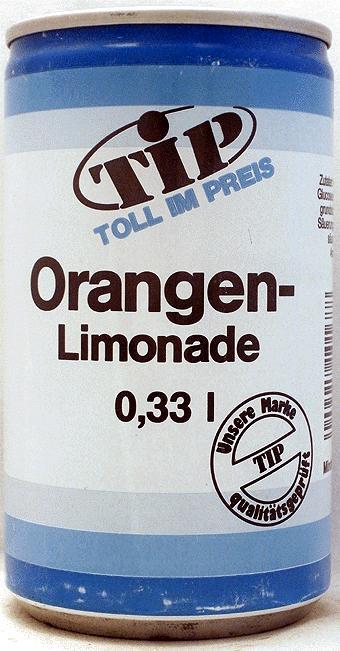 TiP
TOLL IM PREIS
Orangen-
Limonade
0,33 l
Unsere Marke
TIP
qualitätsgeprüft